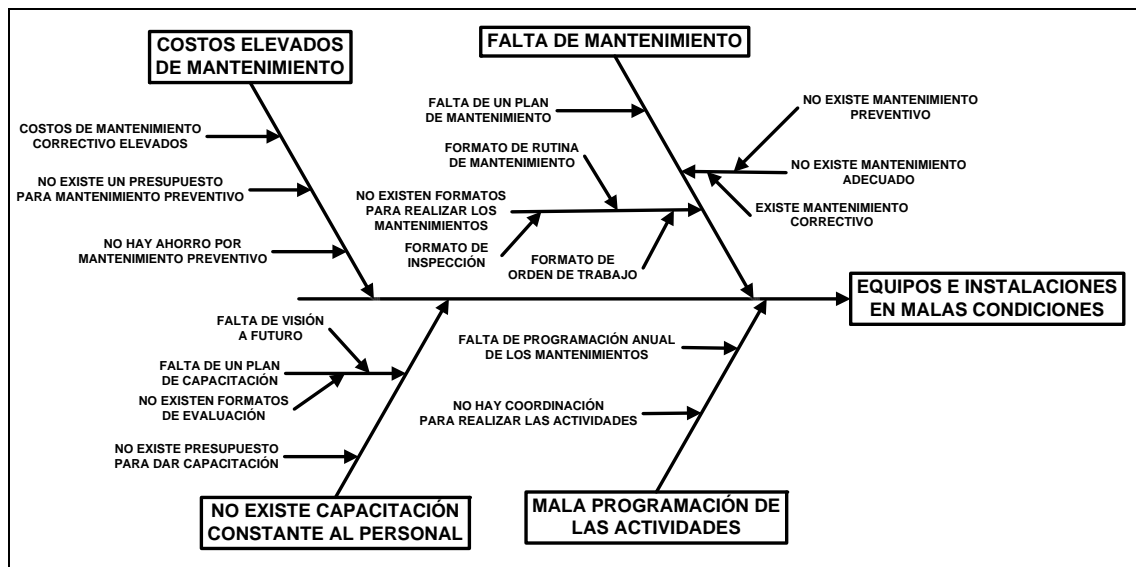 COSTOS ELEVADOS
DE MANTENIMIENTO
FALTA DE MANTENIMIENTO
COSTOS DE MANTENIMIENTO
CORRECTIVO ELEVADOS
NO EXISTE UN PRESUPUESTO
PARA MANTENIMIENTO PREVENTIVO
NO HAY AHORRO POR
MANTENIMIENTO PREVENTIVO
FALTA DE UN PLAN
DE MANTENIMIENTO
FORMATO DE RUTINA
DE MANTENIMIENTO
NO EXISTEN FORMATOS
PARA REALIZAR LOS
MANTENIMIENTOS
FORMATO DE
INSPECCIÓN
FORMATO DE
ORDEN DE TRABAJO
NO EXISTE MANTENIMIENTO
PREVENTIVO
NO EXISTE MANTENIMIENTO
ADECUADO
EXISTE MANTENIMIENTO
CORRECTIVO
EQUIPOS E INSTALACIONES
EN MALAS CONDICIONES
FALTA DE VISIÓN
A FUTURO
FALTA DE UN PLAN
DE CAPACITACIÓN
NO EXISTEN FORMATOS
DE EVALUACIÓN
NO EXISTE PRESUPUESTO
PARA DAR CAPACITACIÓN
FALTA DE PROGRAMACIÓN ANUAL
DE LOS MANTENIMIENTOS
NO HAY COORDINACIÓN
PARA REALIZAR LAS ACTIVIDADES
NO EXISTE CAPACITACIÓN
CONSTANTE AL PERSONAL
MALA PROGRAMACIÓN DE
LAS ACTIVIDADES